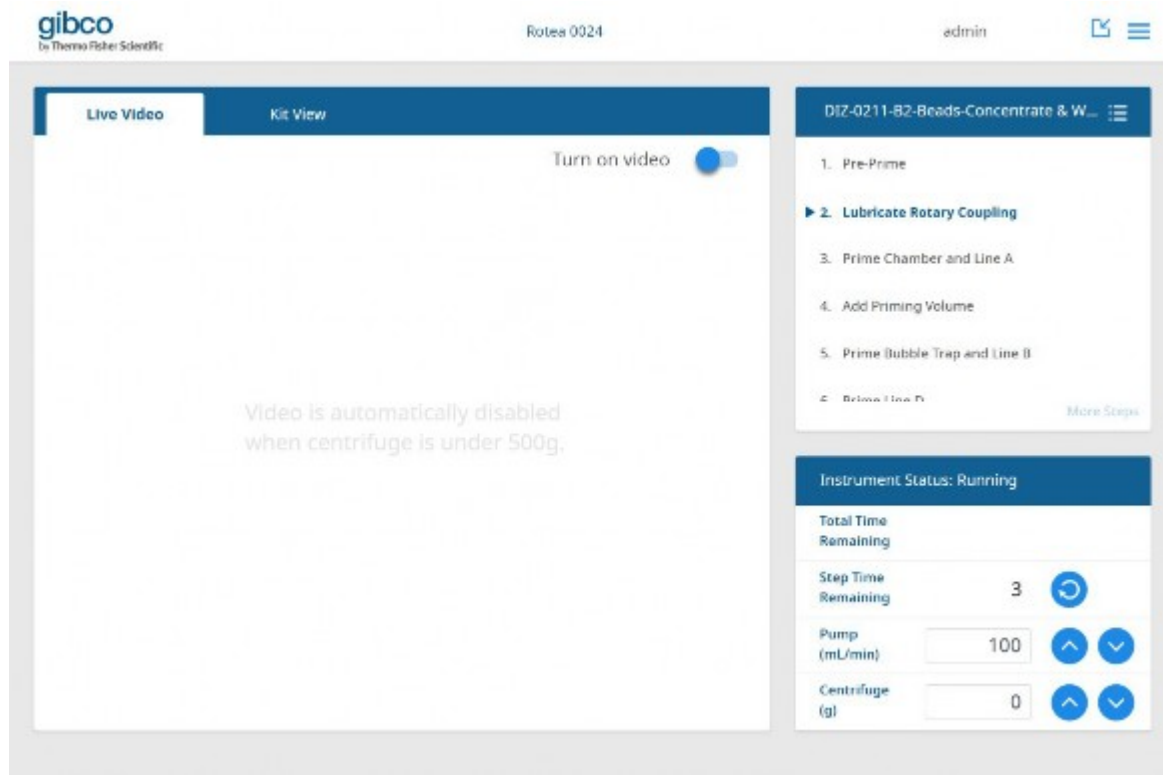 gibco
by Thermo Fisher Scientific
Rotea 0024
admin
Live Video
Kit View
Turn on video
Video is automatically disabled
when centrifuge is under 500g.
DIZ-0211-B2-Beads-Concentrate & W...
1. Pre-Prime
2. Lubricate Rotary Coupling
3. Prime Chamber and Line A
4. Add Priming Volume
5. Prime Bubble Trap and Line B
6. Prime Line D
More Steps
Instrument Status: Running
Total Time
Remaining
Step Time
Remaining
3
Pump
(mL/min)
100
Centrifuge
(g)
0